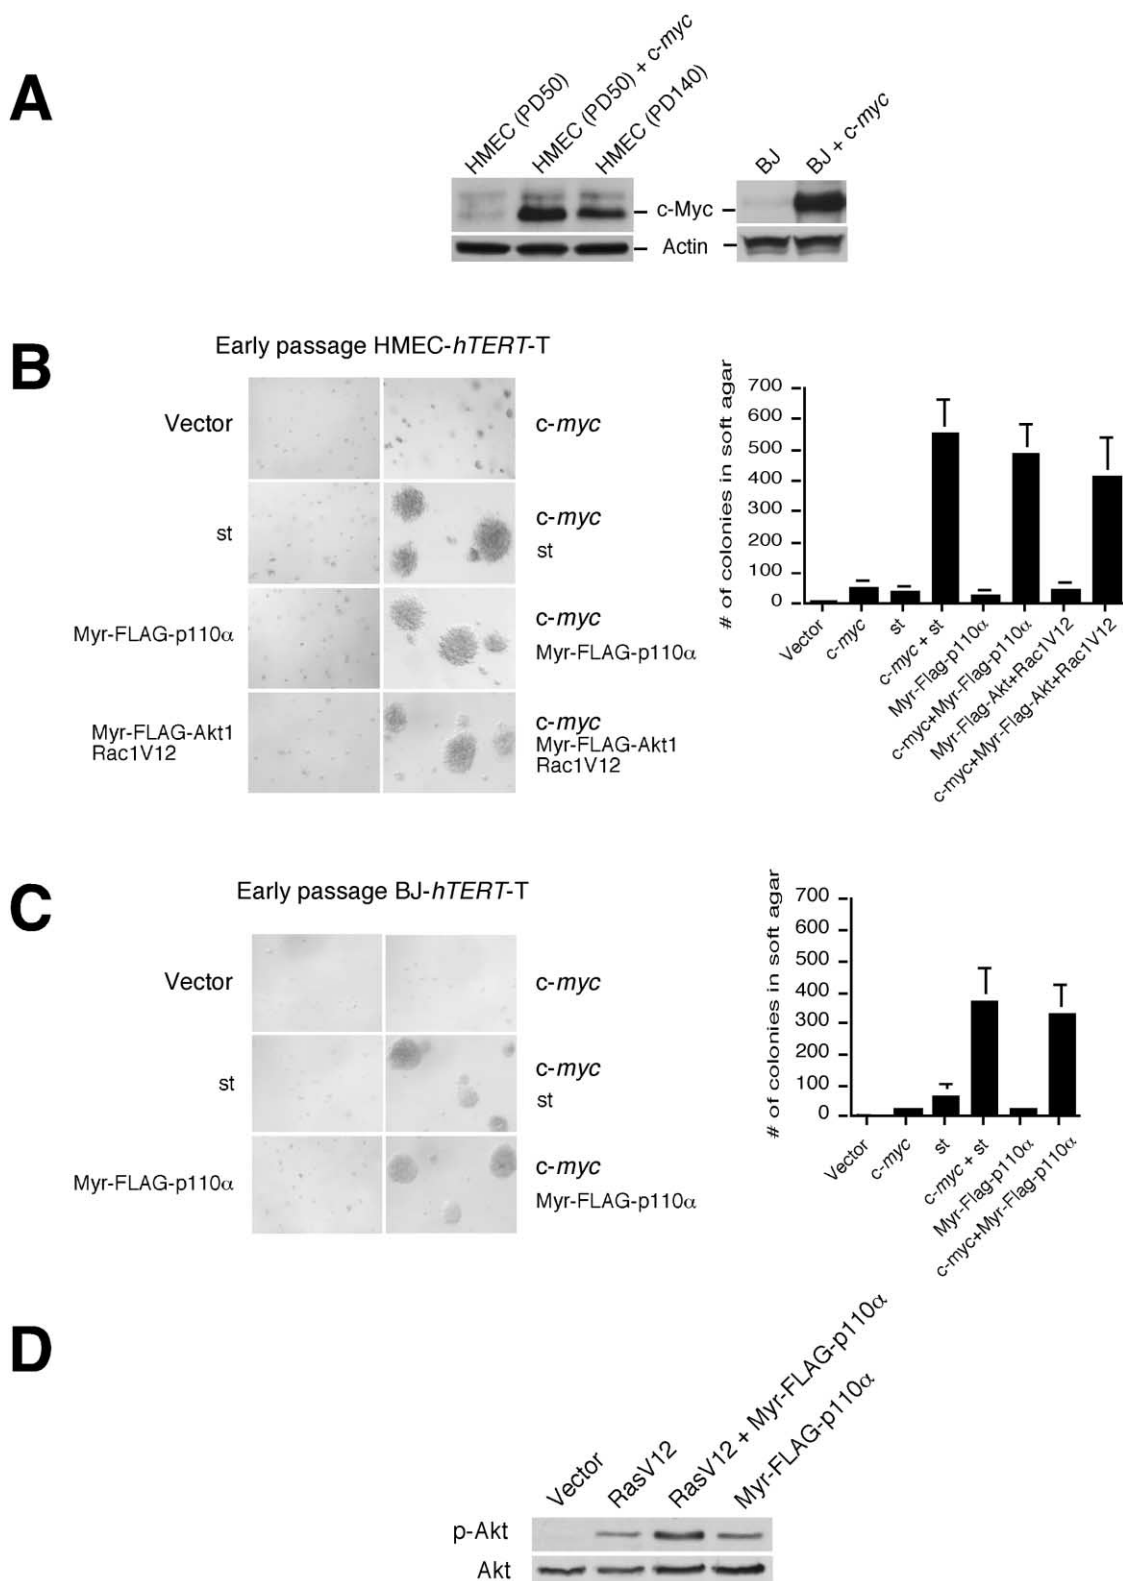 A
HMEC (PD50)
HMEC (PD50) + c-myc
HMEC (PD140)
BJ
BJ + c-myc
c-Myc
Actin
B
Early passage HMEC-hTERT-T
Vector
c-myc
st
c-myc
st
Myr-FLAG-p110α
c-myc
Myr-FLAG-p110α
Myr-FLAG-Akt1
Rac1V12
c-myc
Myr-FLAG-Akt1
Rac1V12
# of colonies in soft agar
700
600
500
400
300
200
100
0
Vector
c-myc
st
c-myc + st
Myr-Flag-p110α
c-myc+Myr-Flag-p110α
Myr-Flag-Akt+Rac1V12
c-myc+Myr-Flag-Akt+Rac1V12
C
Early passage BJ-hTERT-T
Vector
c-myc
st
c-myc
st
Myr-FLAG-p110α
c-myc
Myr-FLAG-p110α
# of colonies in soft agar
700
600
500
400
300
200
100
0
Vector
c-myc
st
c-myc + st
Myr-Flag-p110α
c-myc+Myr-Flag-p110α
D
Vector
RasV12
RasV12 + Myr-FLAG-p110α
Myr-FLAG-p110α
p-Akt
Akt